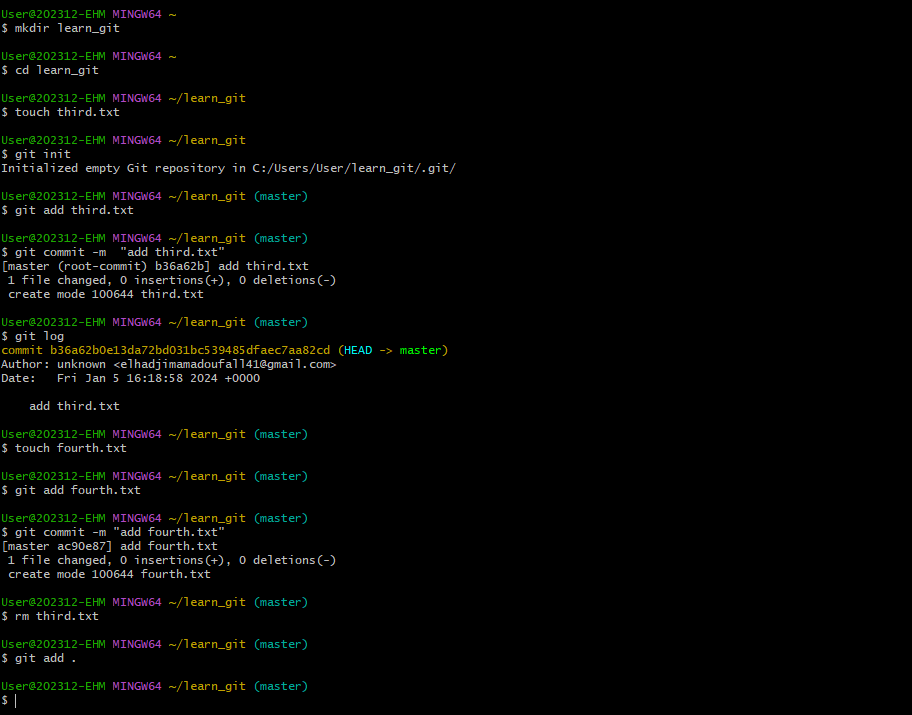 User@202312-EHM MINGW64 ~
$ mkdir learn_git
User@202312-EHM MINGW64 ~
$ cd learn_git
User@202312-EHM MINGW64 ~/learn_git
$ touch third.txt
User@202312-EHM MINGW64 ~/learn_git
$ git init
Initialized empty Git repository in C:/Users/User/learn_git/.git/
User@202312-EHM MINGW64 ~/learn_git (master)
$ git add third.txt
User@202312-EHM MINGW64 ~/learn_git (master)
$ git commit -m  "add third.txt"
[master (root-commit) b36a62b] add third.txt
 1 file changed, 0 insertions(+), 0 deletions(-)
 create mode 100644 third.txt
User@202312-EHM MINGW64 ~/learn_git (master)
$ git log
commit b36a62b0e13da72bd031bc539485dfaec7aa82cd (HEAD -> master)
Author: unknown <elhadjimamadoufall41@gmail.com>
Date:   Fri Jan 5 16:18:58 2024 +0000
    add third.txt
User@202312-EHM MINGW64 ~/learn_git (master)
$ touch fourth.txt
User@202312-EHM MINGW64 ~/learn_git (master)
$ git add fourth.txt
User@202312-EHM MINGW64 ~/learn_git (master)
$ git commit -m "add fourth.txt"
[master ac90e87] add fourth.txt
 1 file changed, 0 insertions(+), 0 deletions(-)
 create mode 100644 fourth.txt
User@202312-EHM MINGW64 ~/learn_git (master)
$ rm third.txt
User@202312-EHM MINGW64 ~/learn_git (master)
$ git add .
User@202312-EHM MINGW64 ~/learn_git (master)
$